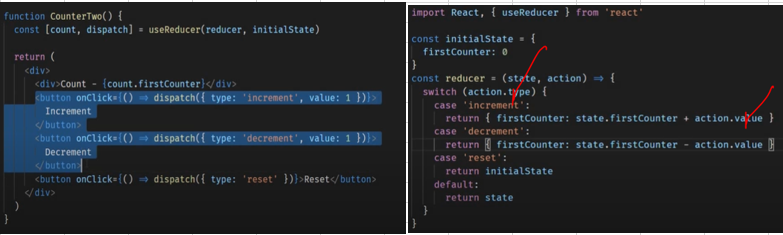 function CounterTwo() {
  const [count, dispatch] = useReducer(reducer, initialState)

  return (
    <div>
      <div>Count - {count.firstCounter}</div>
      <button onClick={() => dispatch({ type: 'increment', value: 1 })}>
        Increment
      </button>
      <button onClick={() => dispatch({ type: 'decrement', value: 1 })}>
        Decrement
      </button>
      <button onClick={() => dispatch({ type: 'reset' })}>Reset</button>
    </div>
  )
}
import React, { useReducer } from 'react'

const initialState = {
  firstCounter: 0
}
const reducer = (state, action) => {
  switch (action.type) {
    case 'increment':
      return { firstCounter: state.firstCounter + action.value }
    case 'decrement':
      return { firstCounter: state.firstCounter - action.value }
    case 'reset':
      return initialState
    default:
      return state
  }
}